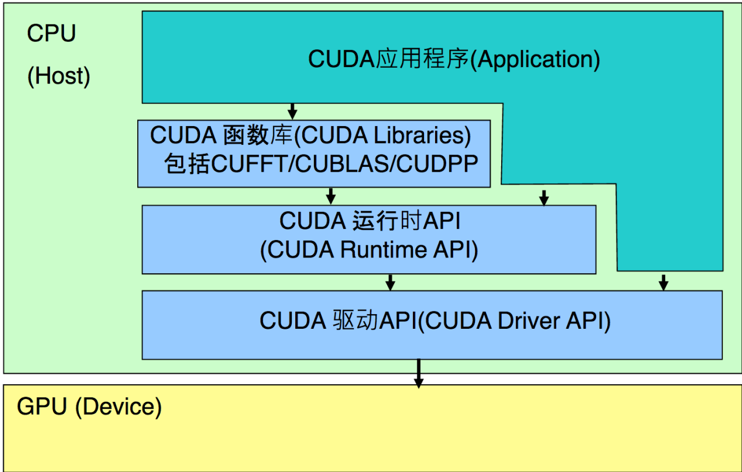 CPU
(Host)
CUDA应用程序(Application)
CUDA 函数库(CUDA Libraries)
包括CUFFT/CUBLAS/CUDPP
CUDA 运行时API
(CUDA Runtime API)
CUDA 驱动API(CUDA Driver API)
GPU (Device)